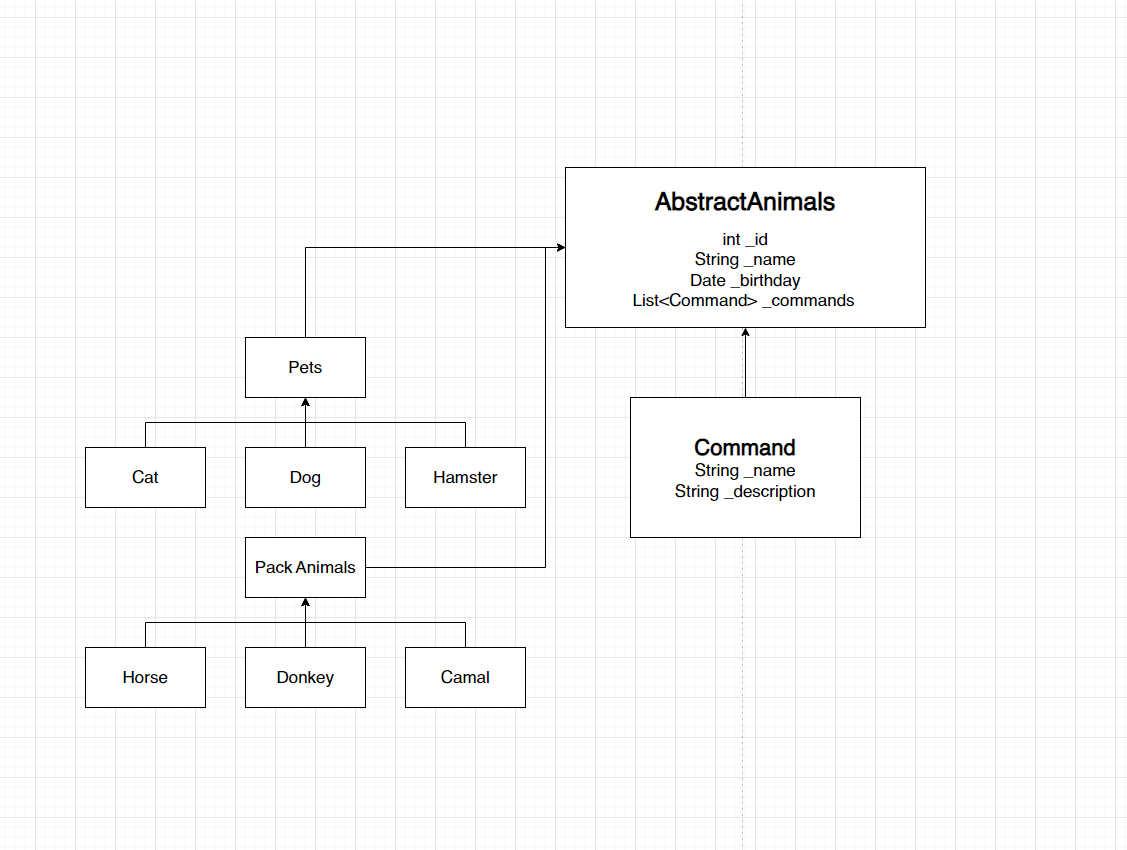 AbstractAnimals
int _id
String _name
Date _birthday
List<Command> _commands
Pets
Cat
Dog
Hamster
Command
String _name
String _description
Pack Animals
Horse
Donkey
Camal